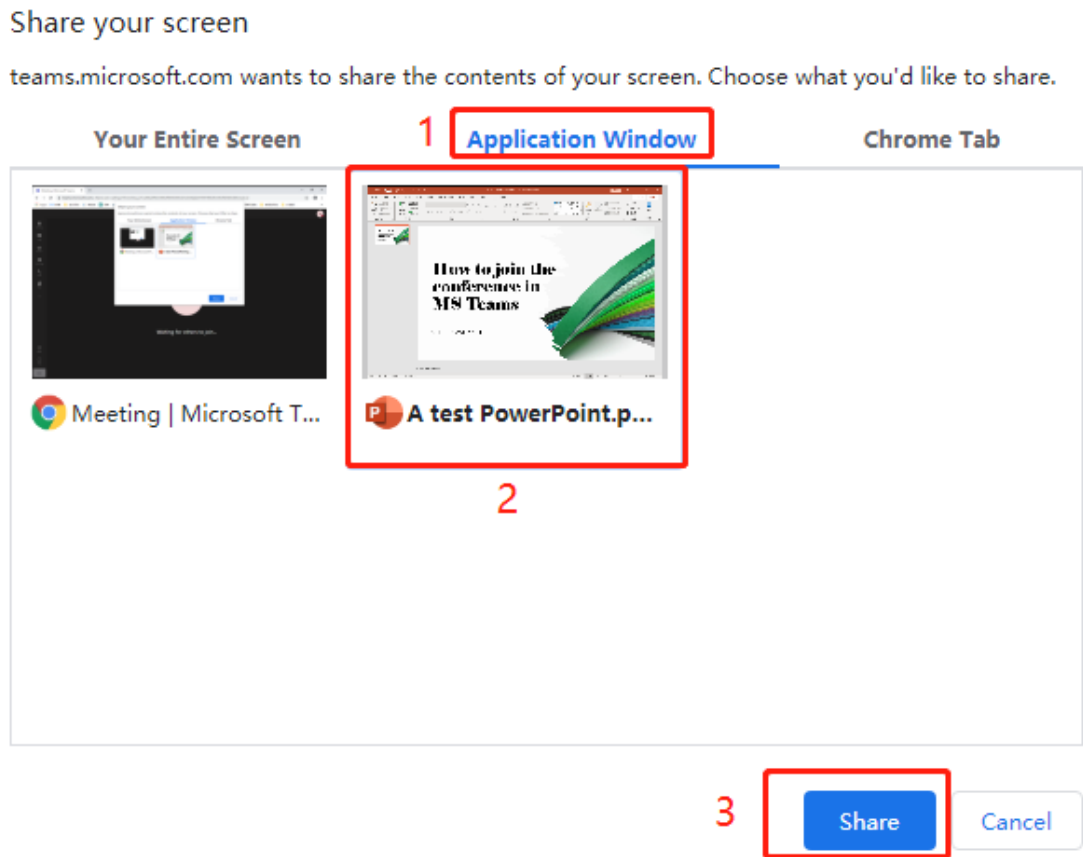 Share your screen
teams.microsoft.com wants to share the contents of your screen. Choose what you'd like to share.
Your Entire Screen
1
Application Window
Chrome Tab
How to join the
conference in
MS Teams
Meeting | Microsoft T...
A test PowerPoint.p...
2
3
Share
Cancel